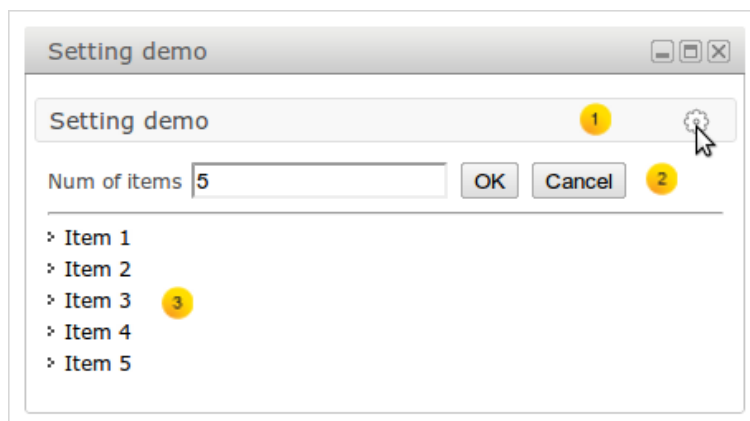 Setting demo
Setting demo 1
Num of items 5 OK Cancel 2
Item 1
Item 2
Item 3 3
Item 4
Item 5